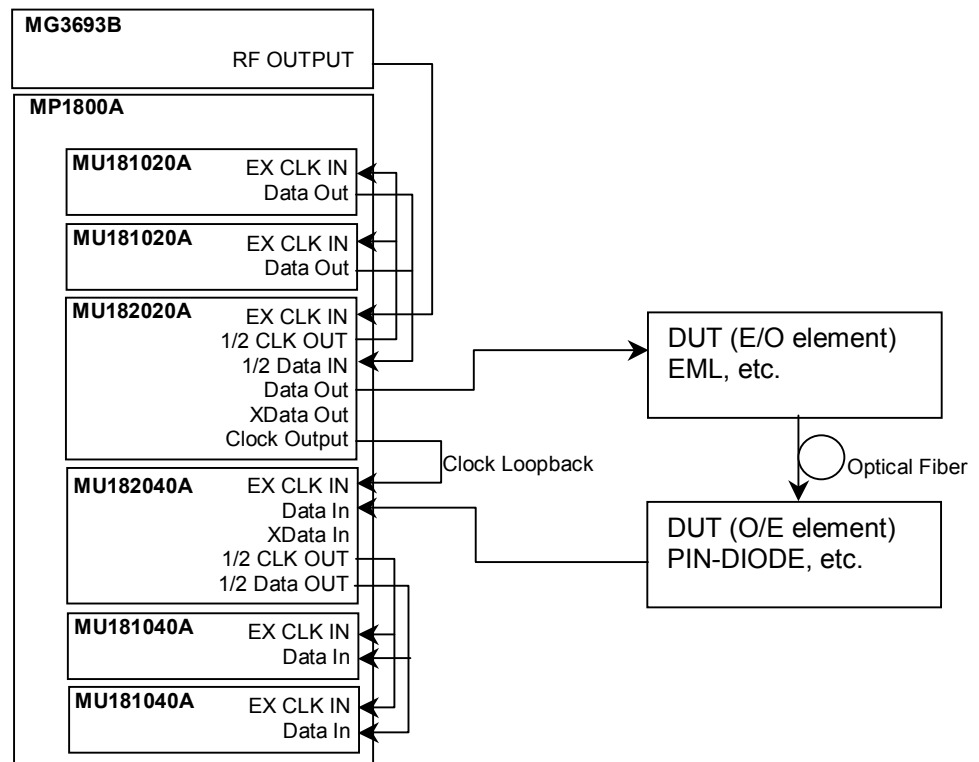 MG3693B
RF OUTPUT
MP1800A
MU181020A
EX CLK IN
Data Out
MU181020A
EX CLK IN
Data Out
MU182020A
EX CLK IN
1/2 CLK OUT
1/2 Data IN
Data Out
XData Out
Clock Output
Clock Loopback
MU182040A
EX CLK IN
Data In
XData In
1/2 CLK OUT
1/2 Data OUT
MU181040A
EX CLK IN
Data In
MU181040A
EX CLK IN
Data In
DUT (E/O element)
EML, etc.
Optical Fiber
DUT (O/E element)
PIN-DIODE, etc.